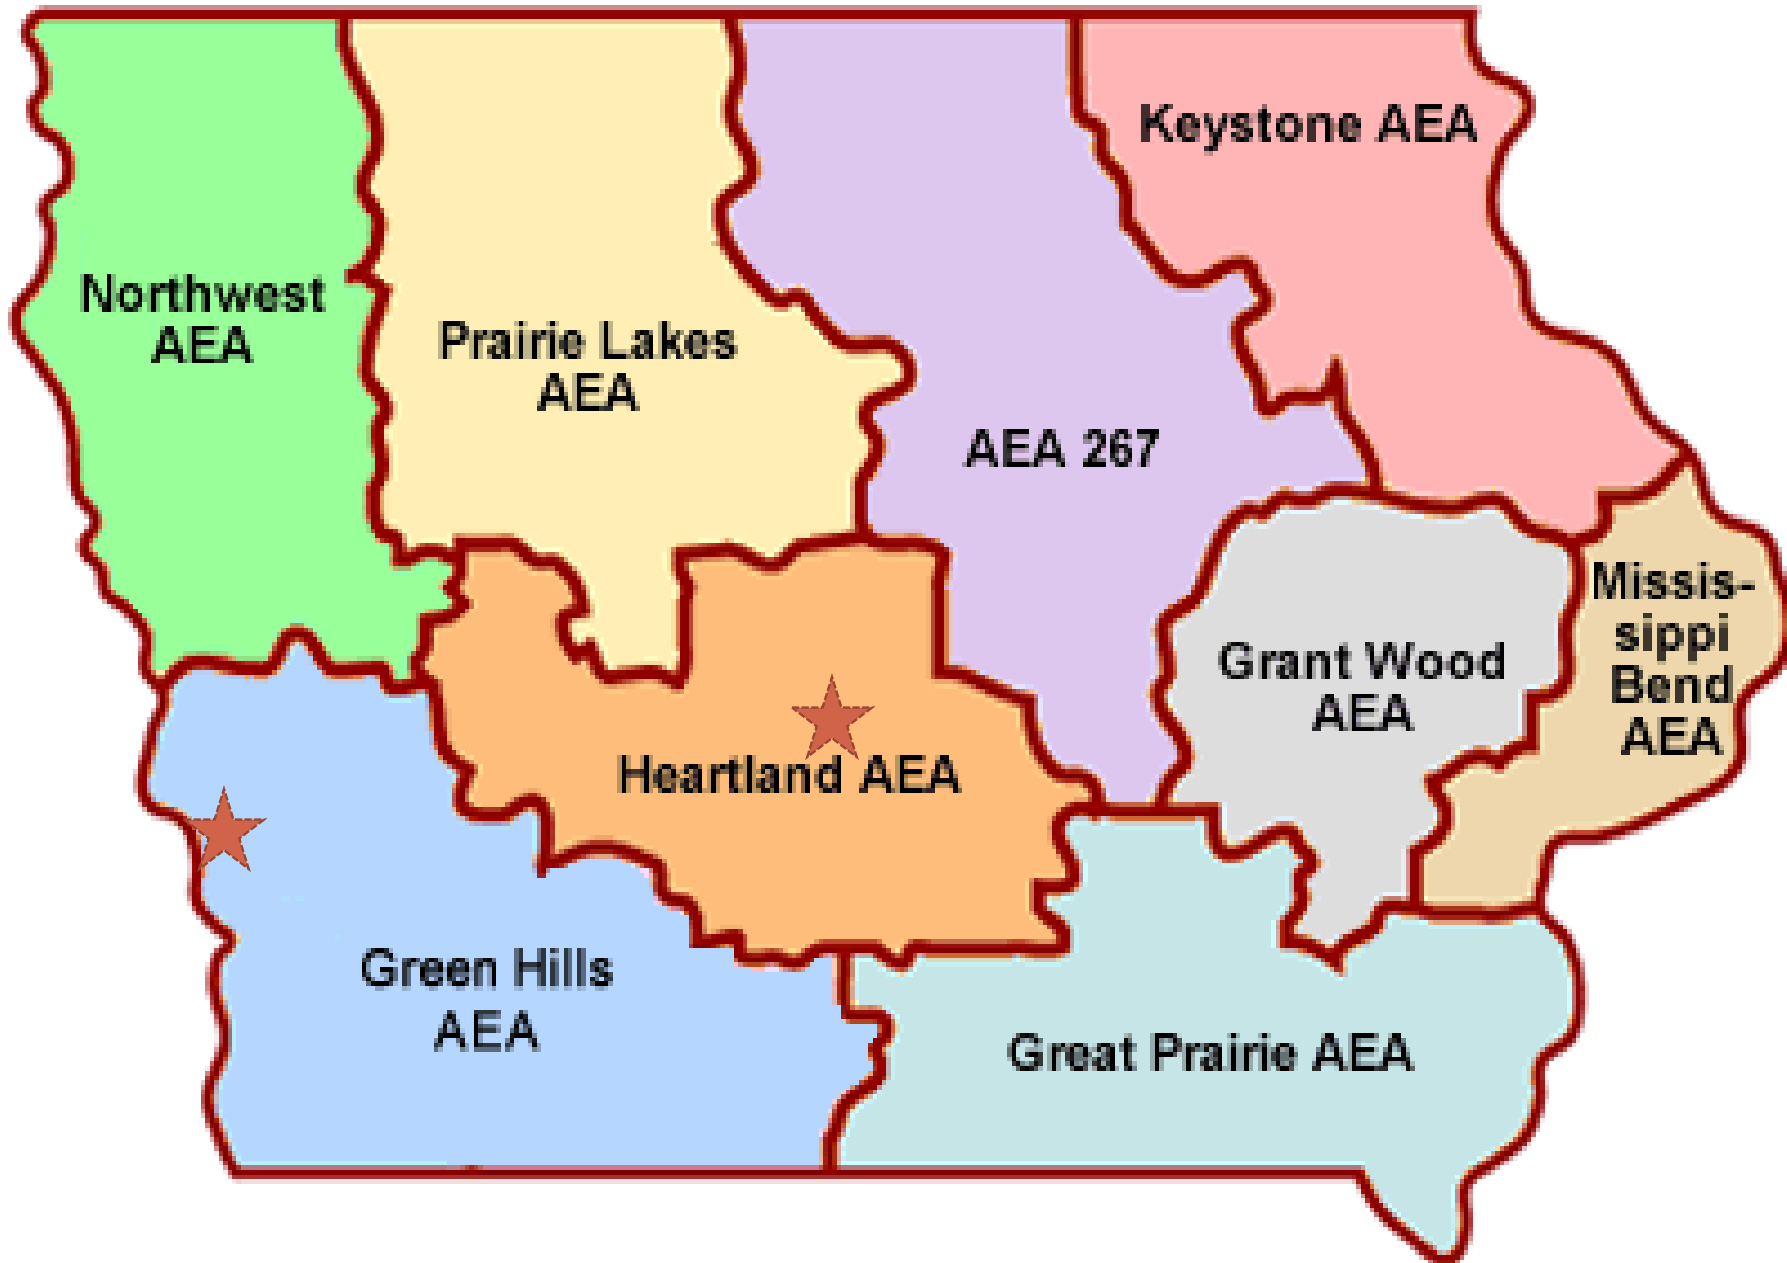 Keystone AEA
Northwest
AEA
Prairie Lakes
AEA
AEA 267
Missis-
sippi
Bend
AEA
Grant Wood
AEA
Heartland AEA
Green Hills
AEA
Great Prairie AEA